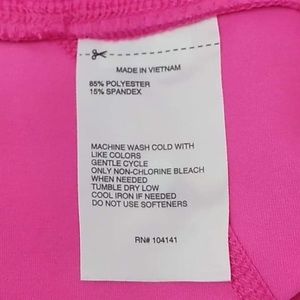 MADE IN VIETNAM
85% POLYESTER
15% SPANDEX
MACHINE WASH COLD WITH
LIKE COLORS
GENTLE CYCLE
ONLY NON-CHLORINE BLEACH
WHEN NEEDED
TUMBLE DRY LOW
COOL IRON IF NEEDED
DO NOT USE SOFTENERS
RN# 104141